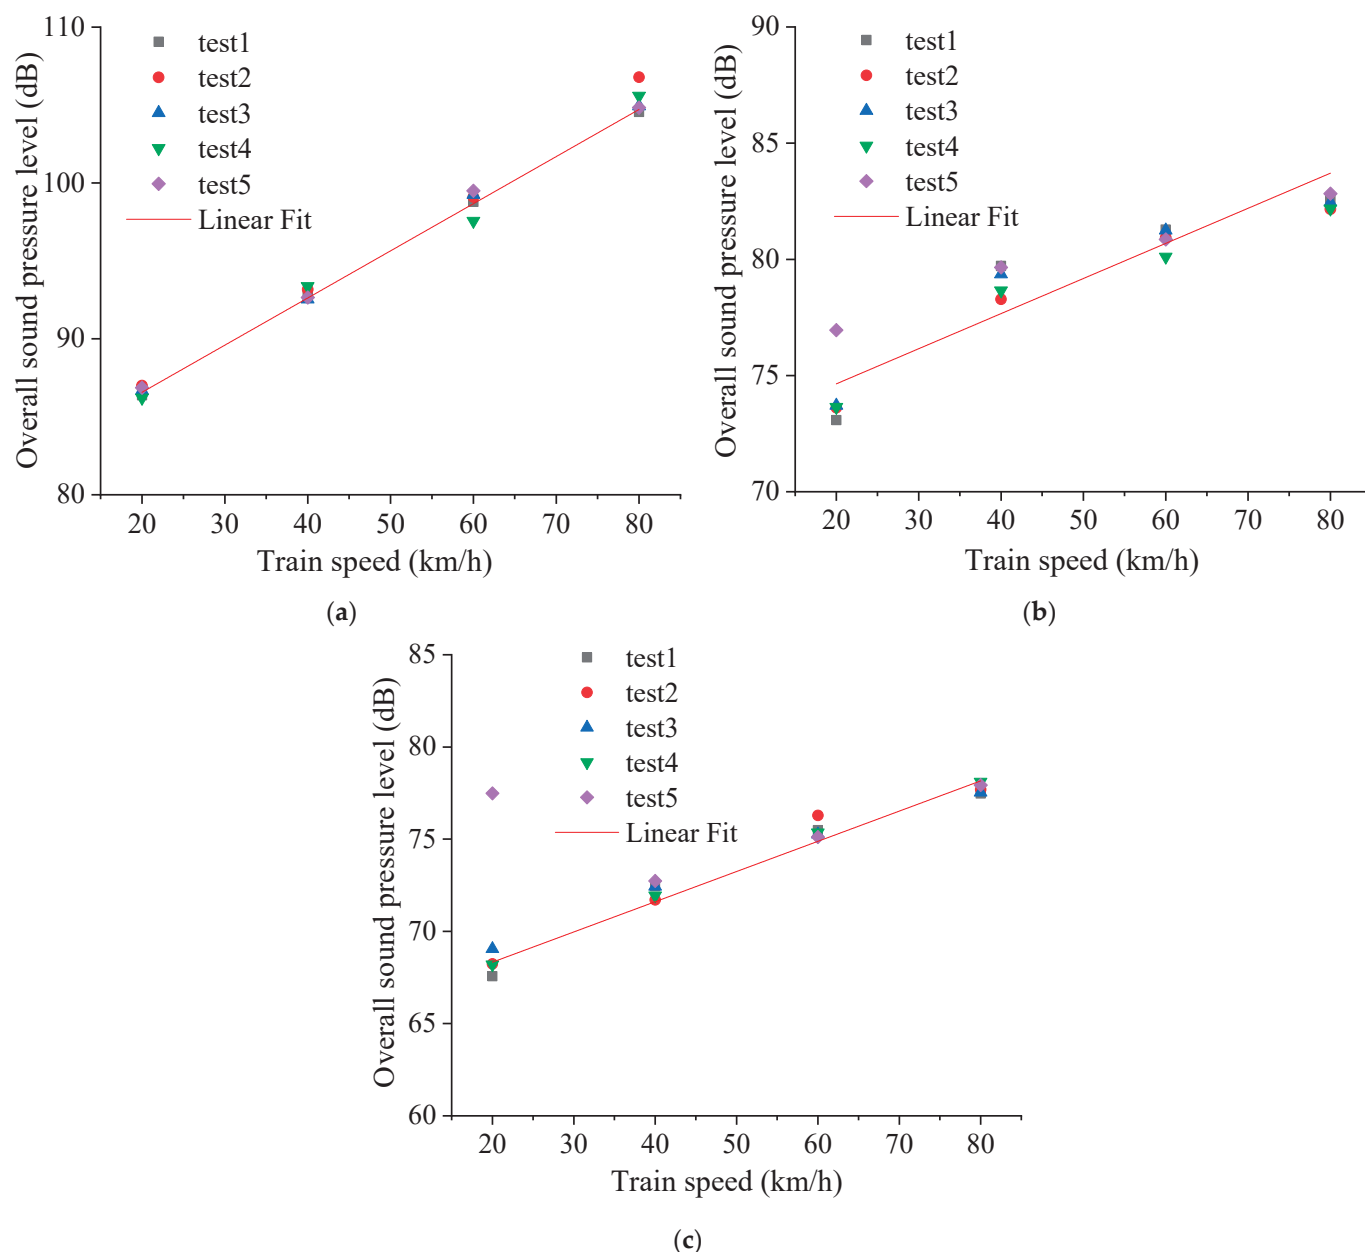 110
100
90
80
Overall sound pressure level (dB)
test1
test2
test3
test4
test5
Linear Fit
20 30 40 50 60 70 80
Train speed (km/h)
(a)
90
85
80
75
70
Overall sound pressure level (dB)
test1
test2
test3
test4
test5
Linear Fit
20 30 40 50 60 70 80
Train speed (km/h)
(b)
85
80
75
70
65
60
Overall sound pressure level (dB)
test1
test2
test3
test4
test5
Linear Fit
20 30 40 50 60 70 80
Train speed (km/h)
(c)